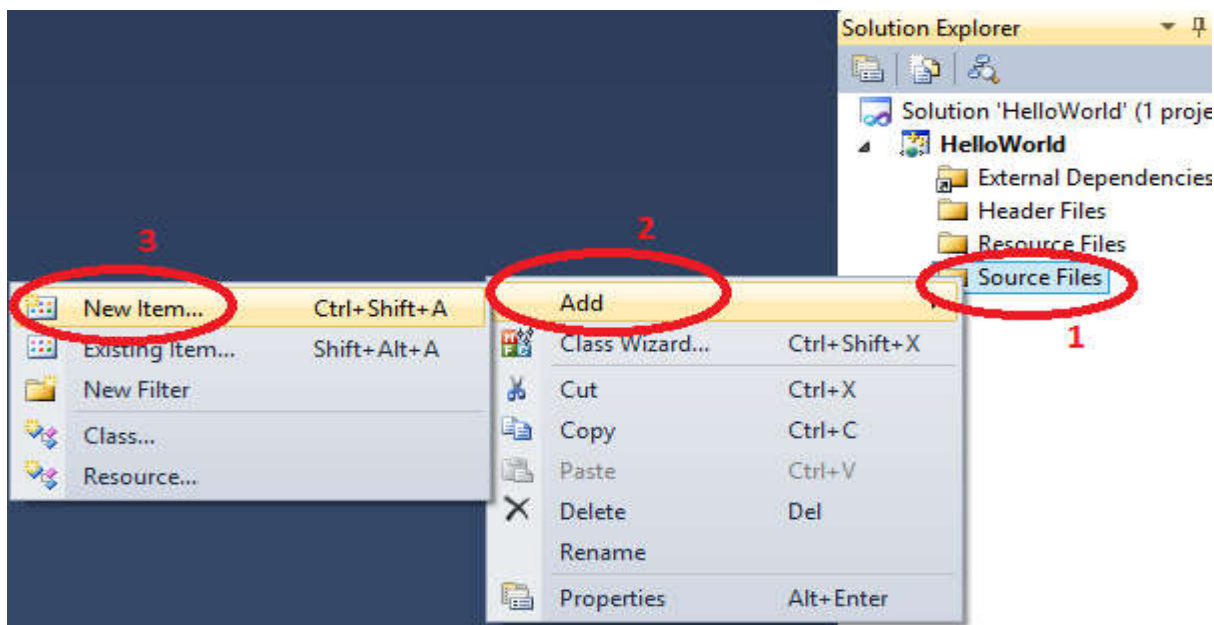 Solution Explorer
Solution 'HelloWorld' (1 proje
HelloWorld
External Dependencies
Header Files
Resource Files
Source Files
1
2
Add
Class Wizard... Ctrl+Shift+X
Cut Ctrl+X
Copy Ctrl+C
Paste Ctrl+V
Delete Del
Rename
Properties Alt+Enter
3
New Item... Ctrl+Shift+A
Existing Item... Shift+Alt+A
New Filter
Class...
Resource...